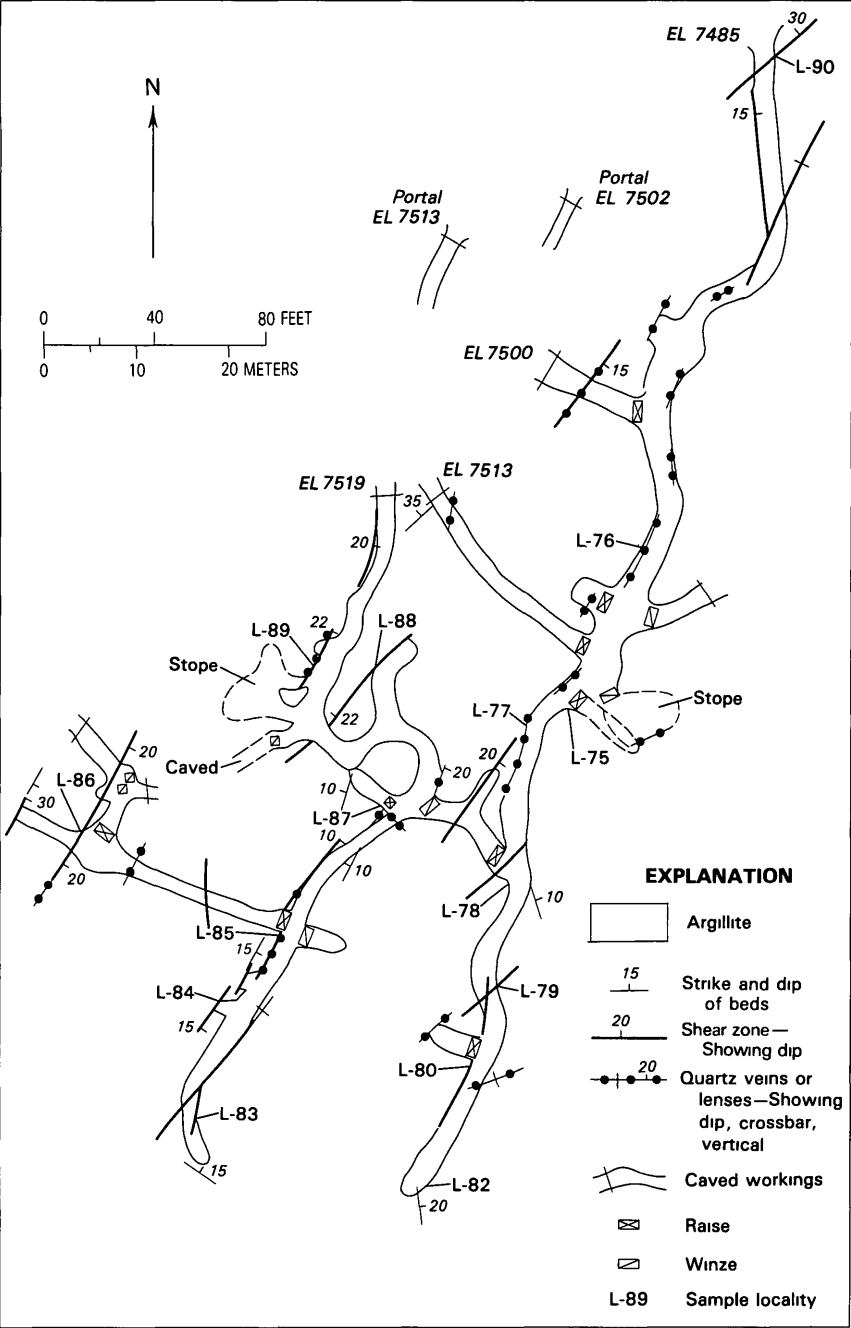 30
EL 7485
L-90
N
15
Portal
EL 7502
Portal
EL 7513
0 40 80 FEET
0 10 20 METERS
EL 7500
15
EL 7513
EL 7519
35
20
L-76
L-88
22
L-89
Stope
Stope
L-77
22
L-75
20
20
Caved
20
L-86
10
30
L-87
10
10
20
EXPLANATION
10
L-78
Argillite
L-85
15
15
Strike and dip
of beds
L-79
L-84
20
Shear zone—
Showing dip
15
L-80
20
Quartz veins or
lenses—Showing
dip, crossbar,
vertical
L-83
15
L-82
Caved workings
20
Raise
Winze
L-89 Sample locality